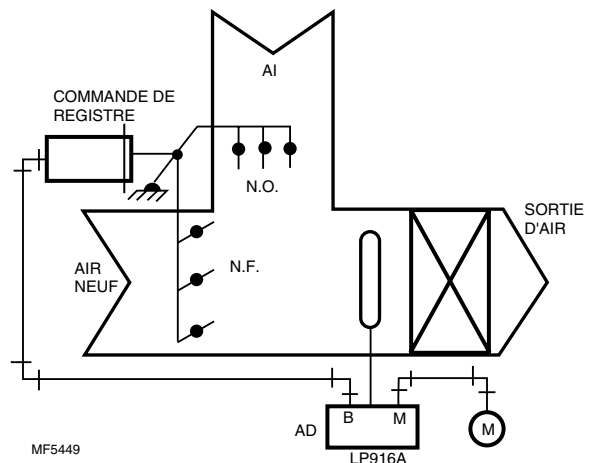 AI
COMMANDE DE
REGISTRE
N.O.
SORTIE
D'AIR
AIR
NEUF
N.F.
B
M
AD
M
MF5449
LP916A